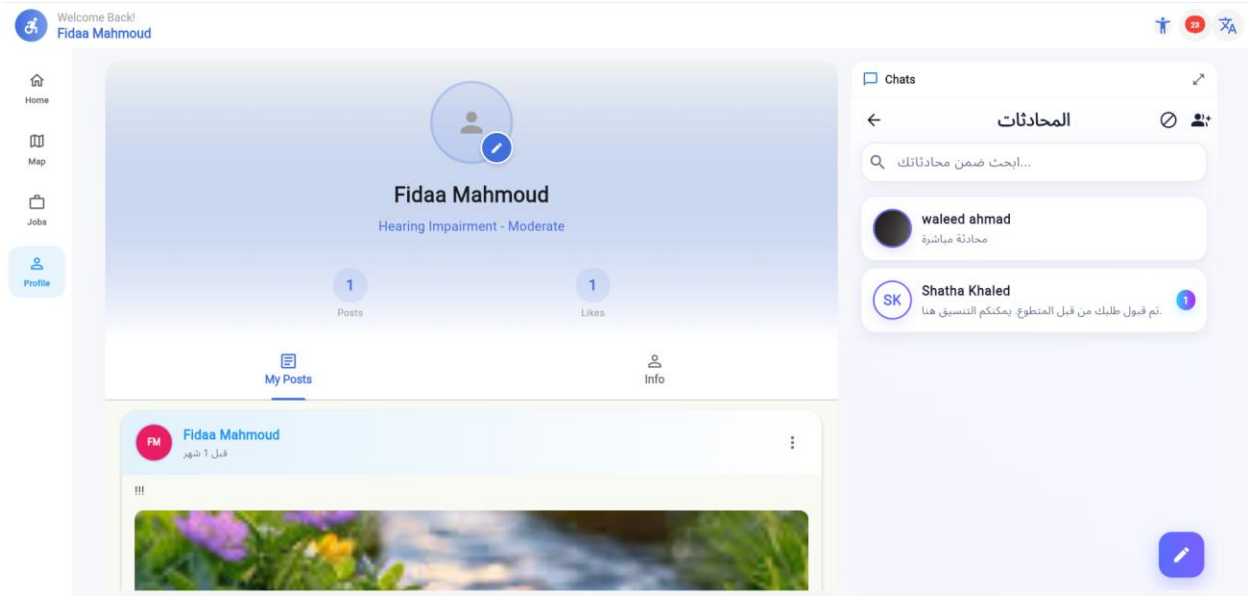 Welcome Back!
Fidaa Mahmoud
23
Home
Map
Jobs
Profile
Fidaa Mahmoud
Hearing Impairment - Moderate
1
Posts
1
Likes
My Posts
Info
FM
Fidaa Mahmoud
قبل 1 شهر
!!!
Chats
المحادثات
ابحث ضمن محادثاتك...
waleed ahmad
محادثة مباشرة
SK
Shatha Khaled
تم قبول طلبك من قبل المتطوع. يمكنكم التنسيق هنا.
1